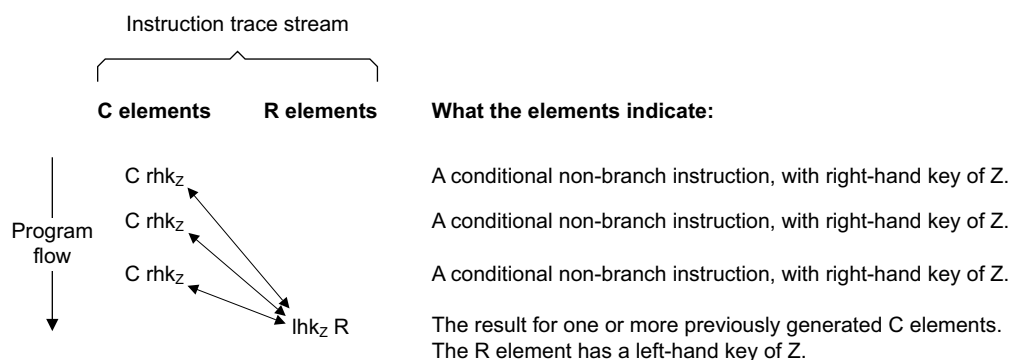 Instruction trace stream
C elements R elements What the elements indicate:
C rhkZ A conditional non-branch instruction, with right-hand key of Z.
C rhkZ A conditional non-branch instruction, with right-hand key of Z.
Program
flow
C rhkZ A conditional non-branch instruction, with right-hand key of Z.
lhkZ R The result for one or more previously generated C elements.
The R element has a left-hand key of Z.